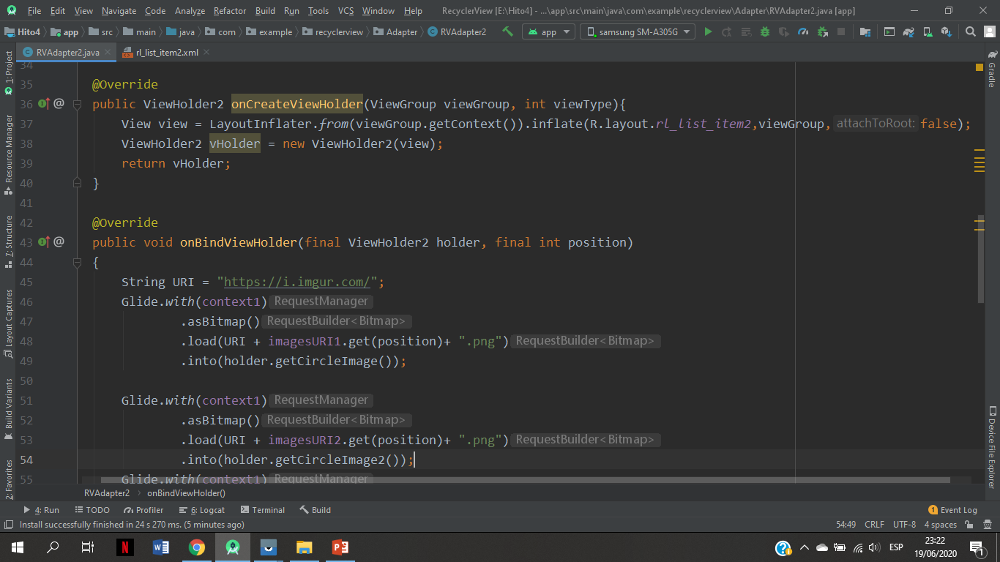 File Edit View Navigate Code Analyze Refactor Build Run Tools VCS Window Help RecyclerView [E:\Hito4] - ...\app\src\main\java\com\example\recyclerview\Adapter\RVAdapter2.java [app]
Hito4 app src main java com example recyclerview Adapter RVAdapter2 app samsung SM-A305G
RVAdapter2.java rl_list_item2.xml
1: Project
Resource Manager
7: Structure
Layout Captures
Build Variants
2: Favorites
34
35 @Override
36 public ViewHolder2 onCreateViewHolder(ViewGroup viewGroup, int viewType){
37 View view = LayoutInflater.from(viewGroup.getContext()).inflate(R.layout.rl_list_item2,viewGroup, attachToRoot: false);
38 ViewHolder2 vHolder = new ViewHolder2(view);
39 return vHolder;
40 }
41
42 @Override
43 public void onBindViewHolder(final ViewHolder2 holder, final int position)
44 {
45 String URI = "https://i.imgur.com/";
46 Glide.with(context1) RequestManager
47 .asBitmap() RequestBuilder<Bitmap>
48 .load(URI + imagesURI1.get(position)+ ".png") RequestBuilder<Bitmap>
49 .into(holder.getCircleImage());
50
51 Glide.with(context1) RequestManager
52 .asBitmap() RequestBuilder<Bitmap>
53 .load(URI + imagesURI2.get(position)+ ".png") RequestBuilder<Bitmap>
54 .into(holder.getCircleImage2());
55 Glide.with(context1) RequestManager
Gradle
Device File Explorer
RVAdapter2 onBindViewHolder()
4: Run TODO Profiler 6: Logcat Terminal Build 1 Event Log
Install successfully finished in 24 s 270 ms. (5 minutes ago) 54:49 CRLF UTF-8 4 spaces
ESP 23:22
19/06/2020 1